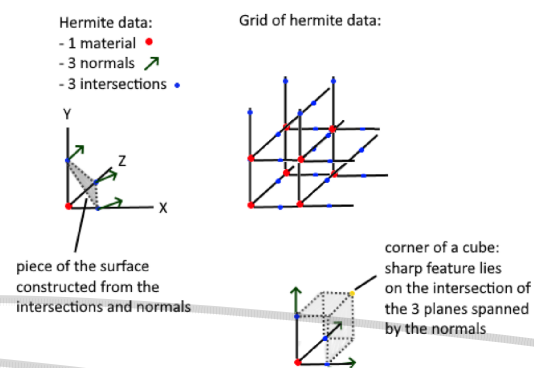 Hermite data:
- 1 material
- 3 normals
- 3 intersections
Grid of hermite data:
Y
Z
X
piece of the surface
constructed from the
intersections and normals
corner of a cube:
sharp feature lies
on the intersection of
the 3 planes spanned
by the normals